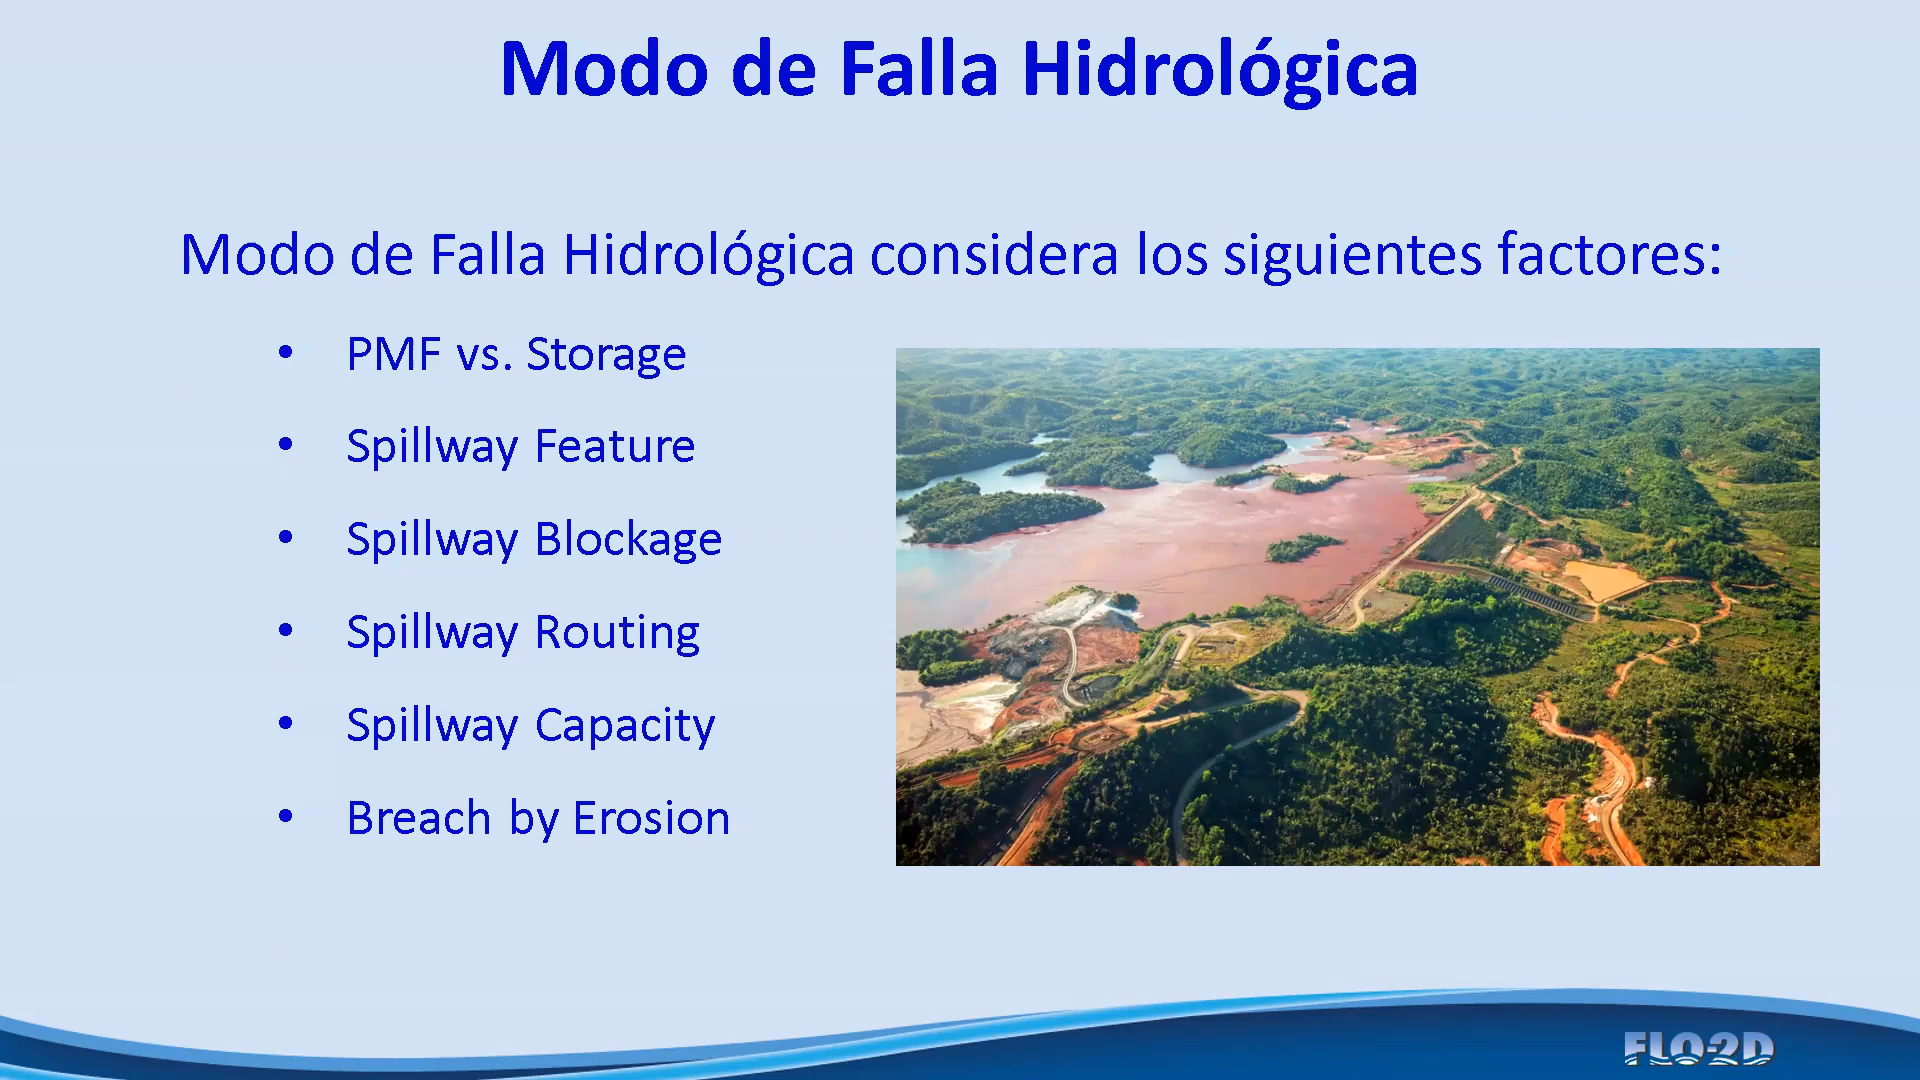 Modo de Falla Hidrológica
Modo de Falla Hidrológica considera los siguientes factores:
• PMF vs. Storage
• Spillway Feature
• Spillway Blockage
• Spillway Routing
• Spillway Capacity
• Breach by Erosion
FLO-2D